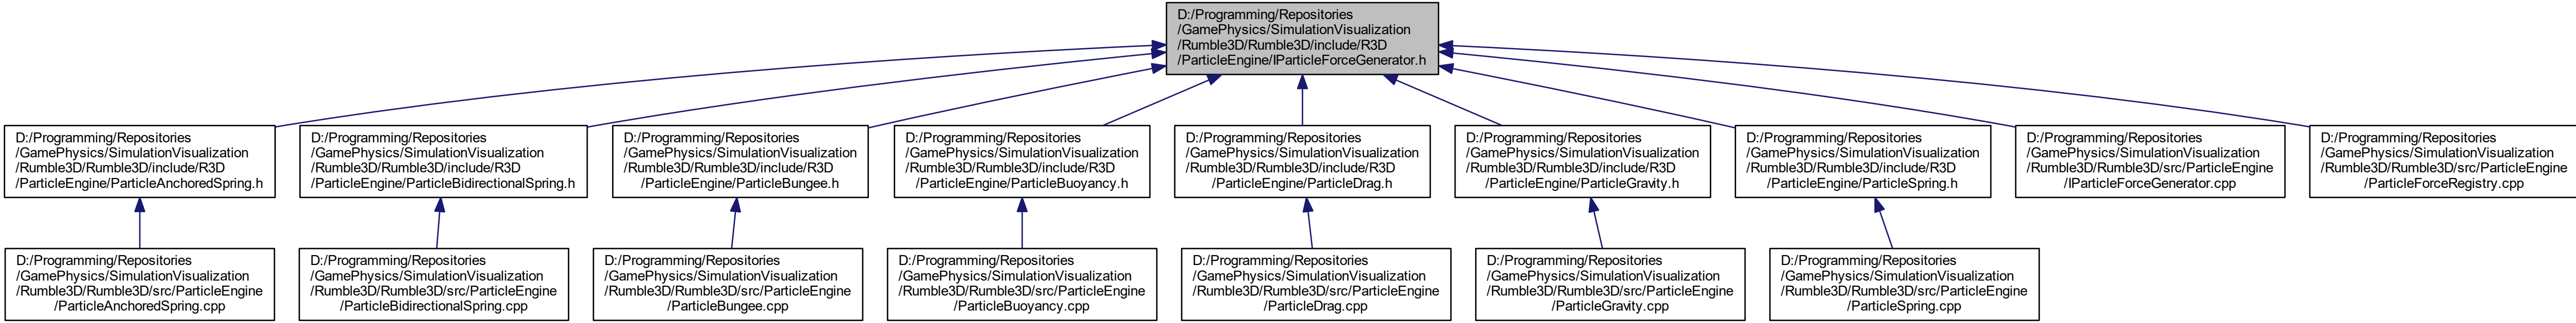 D:/Programming/Repositories
/GamePhysics/SimulationVisualization
/Rumble3D/Rumble3D/include/R3D
/ParticleEngine/IParticleForceGenerator.h
D:/Programming/Repositories
/GamePhysics/SimulationVisualization
/Rumble3D/Rumble3D/include/R3D
/ParticleEngine/ParticleAnchoredSpring.h
D:/Programming/Repositories
/GamePhysics/SimulationVisualization
/Rumble3D/Rumble3D/include/R3D
/ParticleEngine/ParticleBidirectionalSpring.h
D:/Programming/Repositories
/GamePhysics/SimulationVisualization
/Rumble3D/Rumble3D/include/R3D
/ParticleEngine/ParticleBungee.h
D:/Programming/Repositories
/GamePhysics/SimulationVisualization
/Rumble3D/Rumble3D/include/R3D
/ParticleEngine/ParticleBuoyancy.h
D:/Programming/Repositories
/GamePhysics/SimulationVisualization
/Rumble3D/Rumble3D/include/R3D
/ParticleEngine/ParticleDrag.h
D:/Programming/Repositories
/GamePhysics/SimulationVisualization
/Rumble3D/Rumble3D/include/R3D
/ParticleEngine/ParticleGravity.h
D:/Programming/Repositories
/GamePhysics/SimulationVisualization
/Rumble3D/Rumble3D/include/R3D
/ParticleEngine/ParticleSpring.h
D:/Programming/Repositories
/GamePhysics/SimulationVisualization
/Rumble3D/Rumble3D/src/ParticleEngine
/IParticleForceGenerator.cpp
D:/Programming/Repositories
/GamePhysics/SimulationVisualization
/Rumble3D/Rumble3D/src/ParticleEngine
/ParticleForceRegistry.cpp
D:/Programming/Repositories
/GamePhysics/SimulationVisualization
/Rumble3D/Rumble3D/src/ParticleEngine
/ParticleAnchoredSpring.cpp
D:/Programming/Repositories
/GamePhysics/SimulationVisualization
/Rumble3D/Rumble3D/src/ParticleEngine
/ParticleBidirectionalSpring.cpp
D:/Programming/Repositories
/GamePhysics/SimulationVisualization
/Rumble3D/Rumble3D/src/ParticleEngine
/ParticleBungee.cpp
D:/Programming/Repositories
/GamePhysics/SimulationVisualization
/Rumble3D/Rumble3D/src/ParticleEngine
/ParticleBuoyancy.cpp
D:/Programming/Repositories
/GamePhysics/SimulationVisualization
/Rumble3D/Rumble3D/src/ParticleEngine
/ParticleDrag.cpp
D:/Programming/Repositories
/GamePhysics/SimulationVisualization
/Rumble3D/Rumble3D/src/ParticleEngine
/ParticleGravity.cpp
D:/Programming/Repositories
/GamePhysics/SimulationVisualization
/Rumble3D/Rumble3D/src/ParticleEngine
/ParticleSpring.cpp